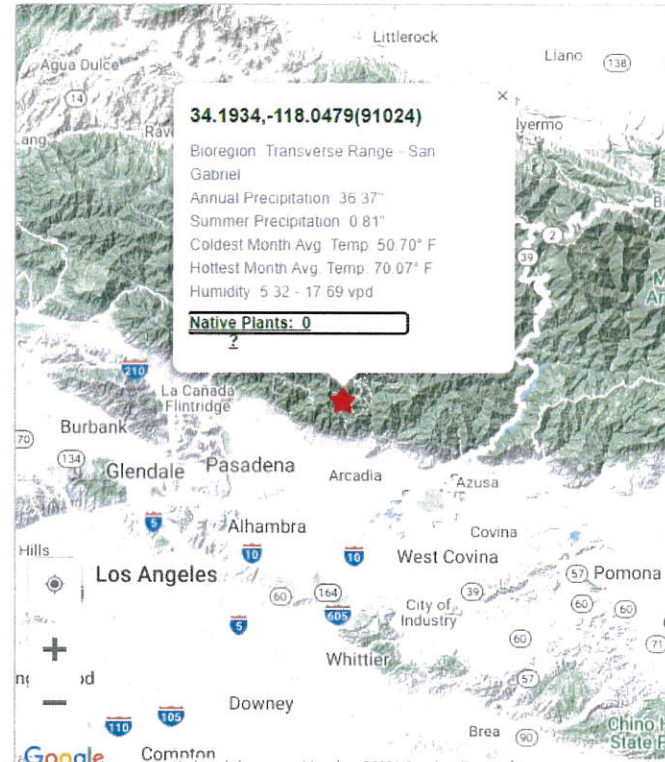 Littlerock
Llano
138
Agua Dulce
14
×
34.1934,-118.0479(91024)
Bioregion Transverse Range - San
Gabriel
Annual Precipitation 36.37"
Summer Precipitation 0.81"
Coldest Month Avg. Temp: 50.70° F
Hottest Month Avg. Temp: 70.07° F
Humidity 5.32 - 17.69 vpd
Native Plants: 0
?
2
39
210
La Cañada
Flintridge
Burbank
134
Glendale
Pasadena
Arcadia
Azusa
5
Alhambra
Covina
Hills
10
10
West Covina
57
Pomona
Los Angeles
60
164
39
City of
Industry
60
60
5
605
60
71
Whittier
57
Downey
110
105
Brea
90
Chino
Google
Compton